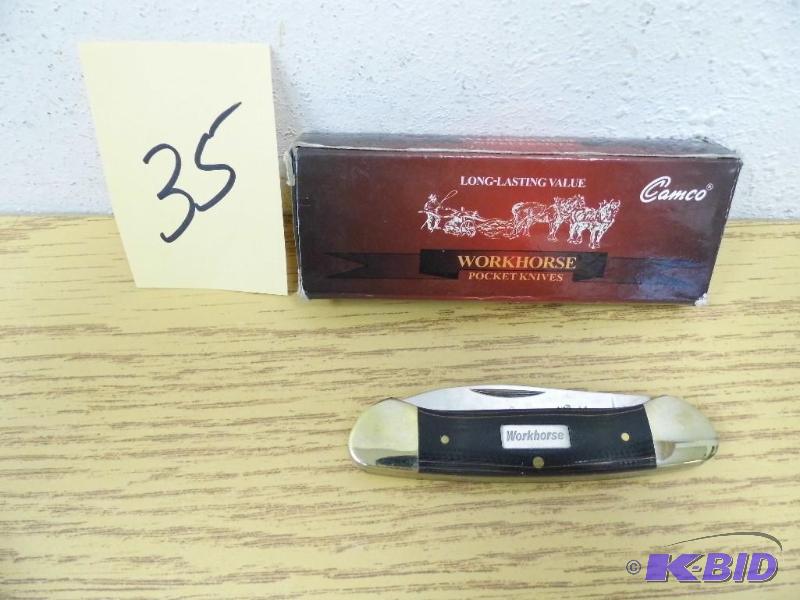 35
LONG-LASTING VALUE
Camco®
WORKHORSE
POCKET KNIVES
Workhorse
© K-BID